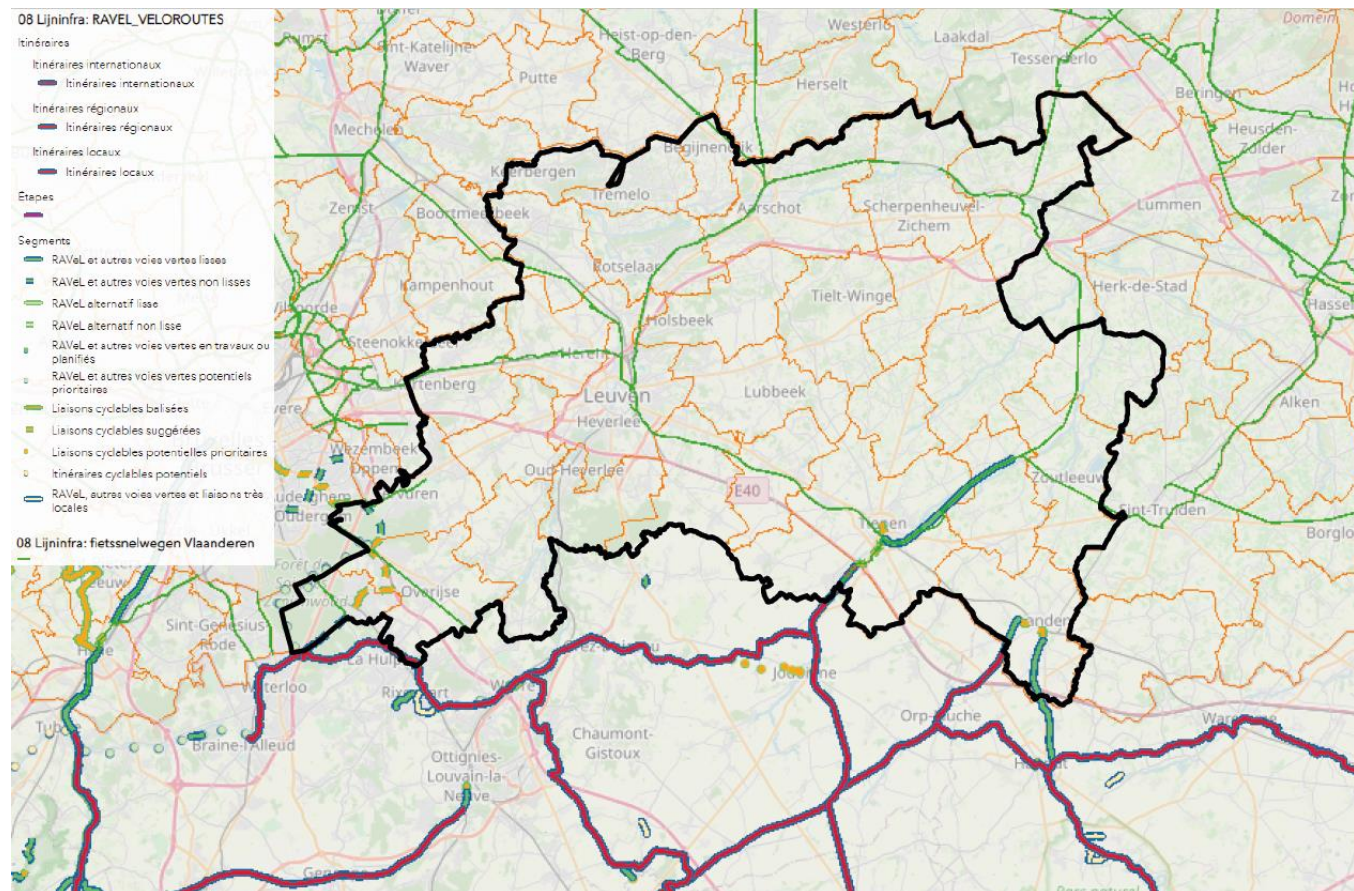 08 Lijninfra: RAVEL_VELOROUTES
Itinéraires
Itinéraires internationaux
Itinéraires internationaux
Itinéraires régionaux
Itinéraires régionaux
Itinéraires locaux
Itinéraires locaux
Étapes
Segments
RAVeL et autres voies vertes lisses
RAVeL et autres voies vertes non lisses
RAVeL alternatif lisse
RAVeL alternatif non lisse
RAVeL et autres voies vertes en travaux ou
planifiés
RAVeL et autres voies vertes potentiels
prioritaires
Liaisons cyclables balisées
Liaisons cyclables suggérées
Liaisons cyclables potentielles prioritaires
Itinéraires cyclables potentiels
RAVeL, autres voies vertes et liaisons très
locales
08 Lijninfra: fietssnelwegen Vlaanderen
Sint-Katelijne-
Waver
Heist-op-den-
Berg
Putte
Westerlo
Laakdal
Domein
Tessenderlo
Herselt
Beringen
Heusden-
Zolder
Mechelen
Begijnendijk
Keerbergen
Tremelo
Aarschot
Scherpenheuvel-
Zichem
Lummen
Zemst
Boortmeerbeek
Rotselaar
Kampenhout
Tielt-Winge
Herk-de-Stad
Holsbeek
Steenokkerzeel
Herent
Kortenberg
Leuven
Lubbeek
Alken
Heverlee
Wezembeek
Oppem
Oud-Heverlee
E40
Zoutleeuw
Sint-Truiden
Tienen
Auderghem
Oudergem
Overijse
Sint-Genesius-
Rode
La Hulpe
Waterloo
Rixensart
Jodoigne
Orp-Jauche
Tubize
Braine-l'Alleud
Chaumont-
Gistoux
Ottignies-
Louvain-la-
Neuve
Hannut